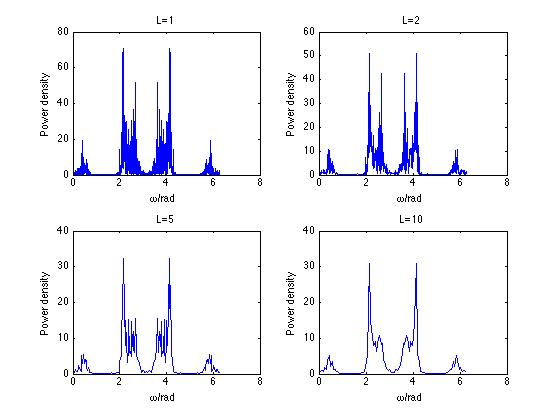 L=1
80
60
40
20
0
Power density
0 2 4 6 8
ω/rad
L=2
60
50
40
30
20
10
0
Power density
0 2 4 6 8
ω/rad
L=5
40
30
20
10
0
Power density
0 2 4 6 8
ω/rad
L=10
40
30
20
10
0
Power density
0 2 4 6 8
ω/rad